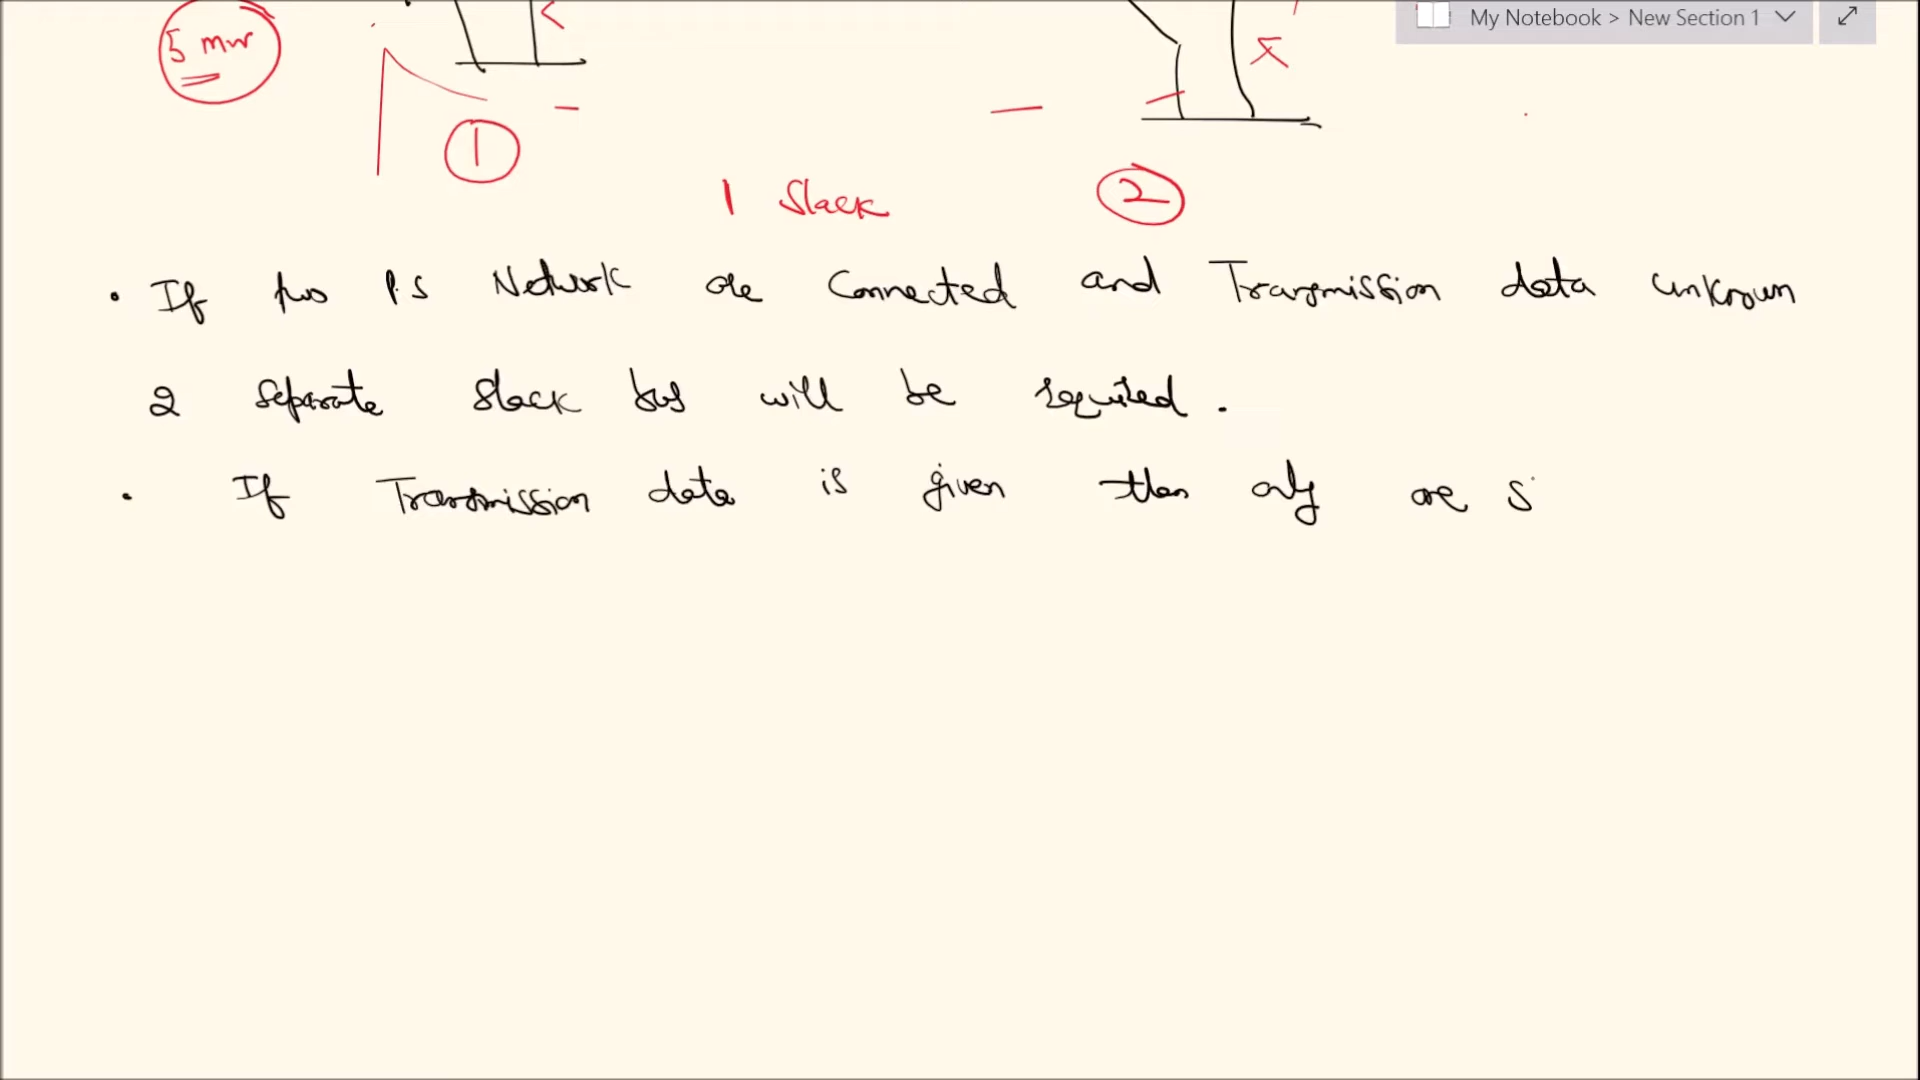 My Notebook > New Section 1
5 mw
1
2
1 Slack
• If two P.S Network are Connected and Transmission data unknown
2 separate slack bus will be required .
• If Transmission data is given then only one S